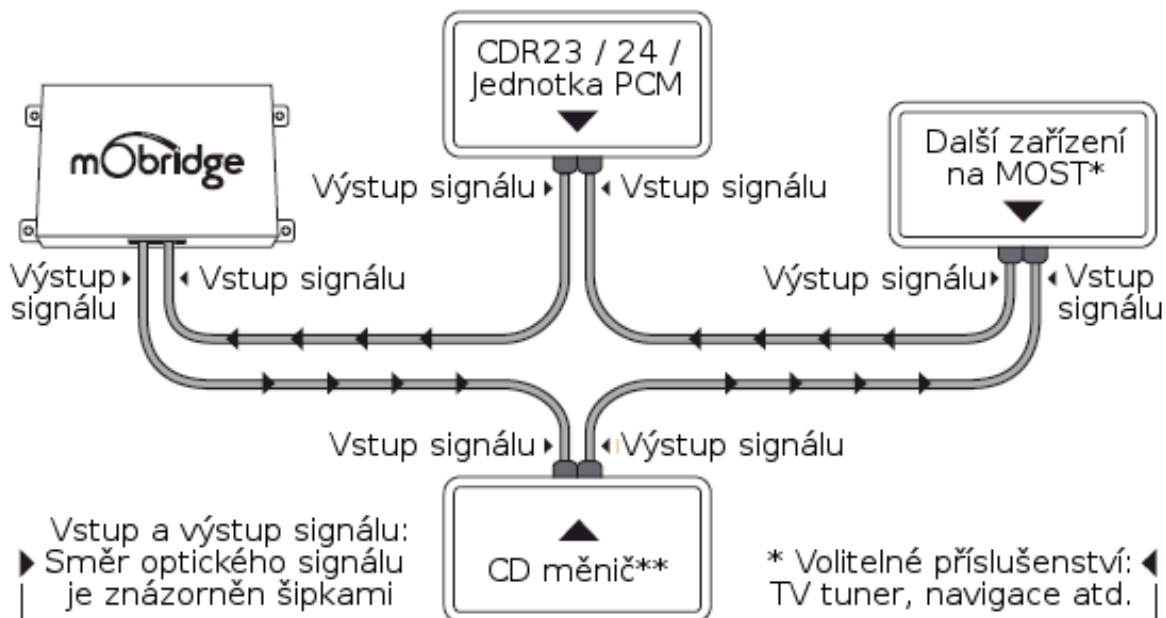 CDR23 / 24 /
Jednotka PCM
mObridge
Další zařízení
na MOST*
Výstup signálu
Vstup signálu
Výstup
signálu
Vstup signálu
Výstup signálu
Vstup
signálu
Vstup signálu
Výstup signálu
Vstup a výstup signálu:
Směr optického signálu
je znázorněn šipkami
CD měnič**
* Volitelné příslušenství:
TV tuner, navigace atd.